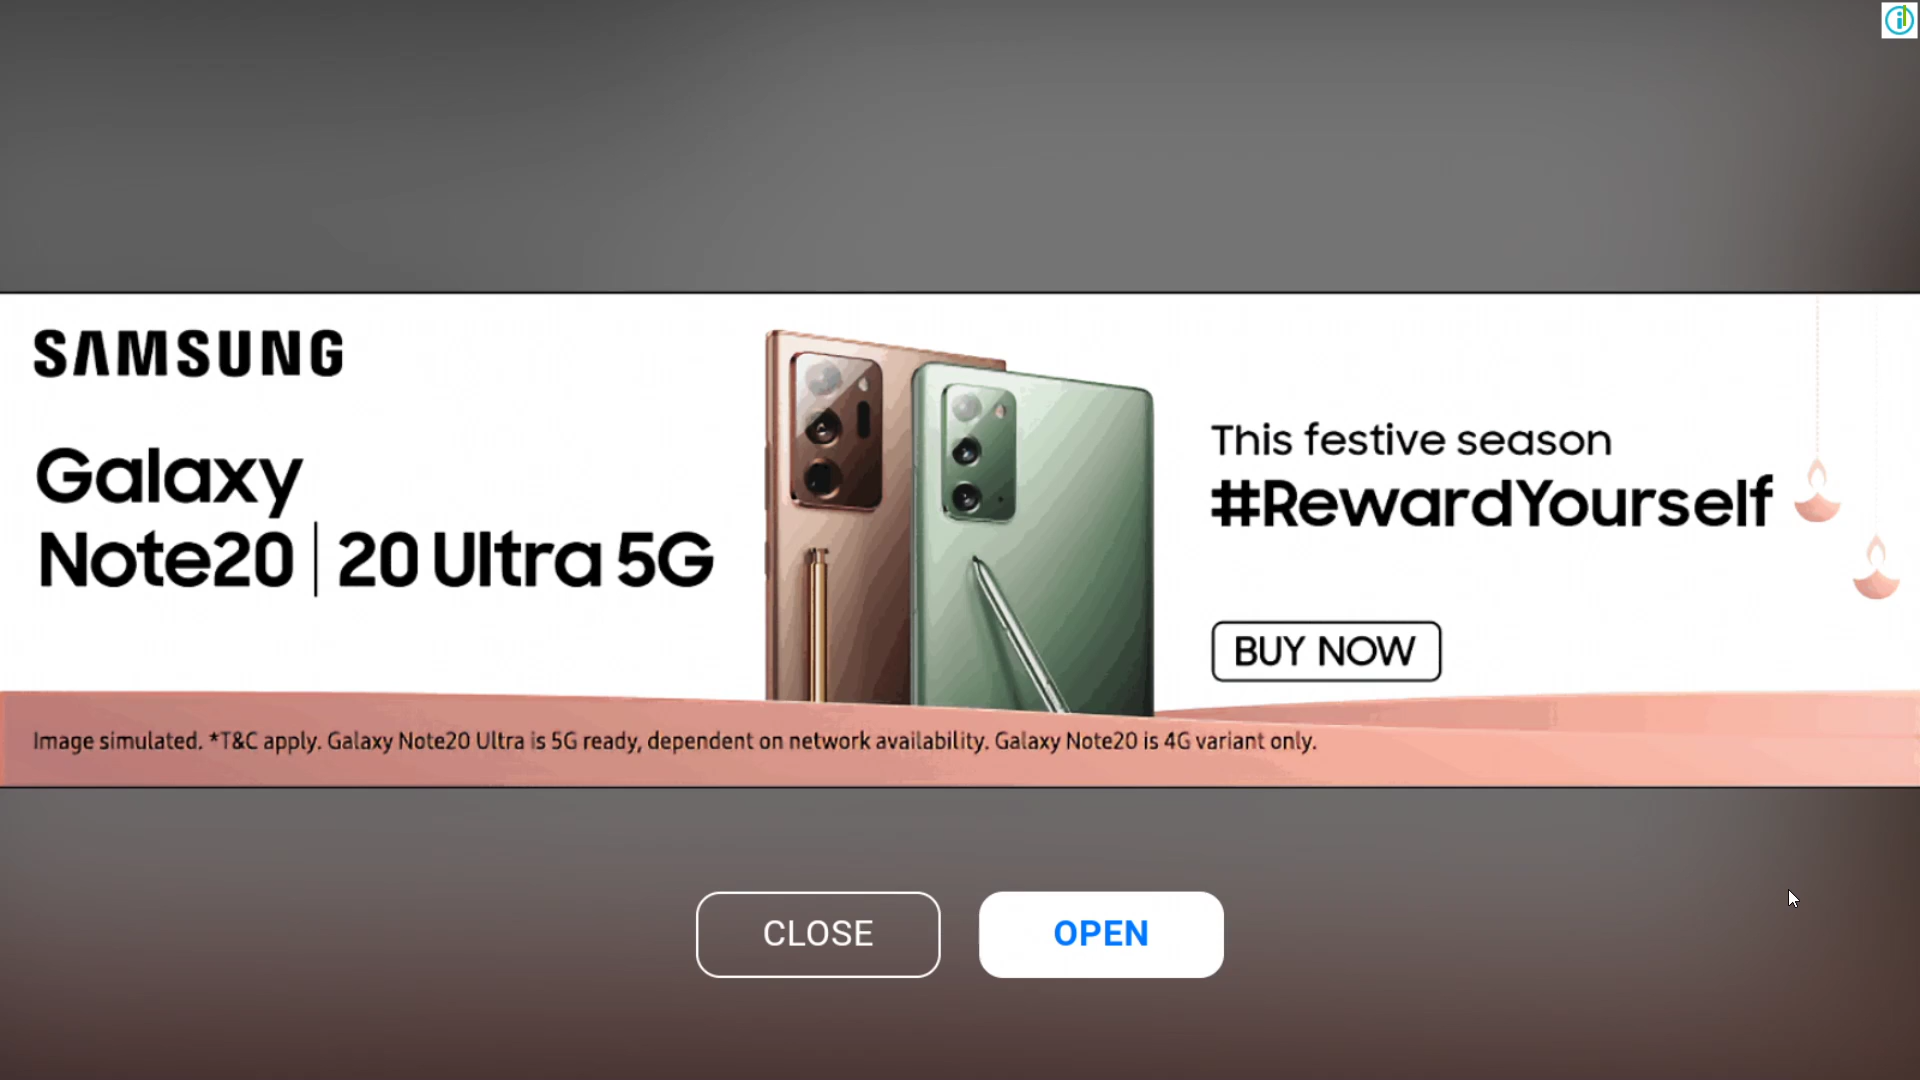 SAMSUNG
Galaxy
Note20 | 20 Ultra 5G
This festive season
#RewardYourself
BUY NOW
Image simulated. *T&C apply. Galaxy Note20 Ultra is 5G ready, dependent on network availability. Galaxy Note20 is 4G variant only.
CLOSE
OPEN